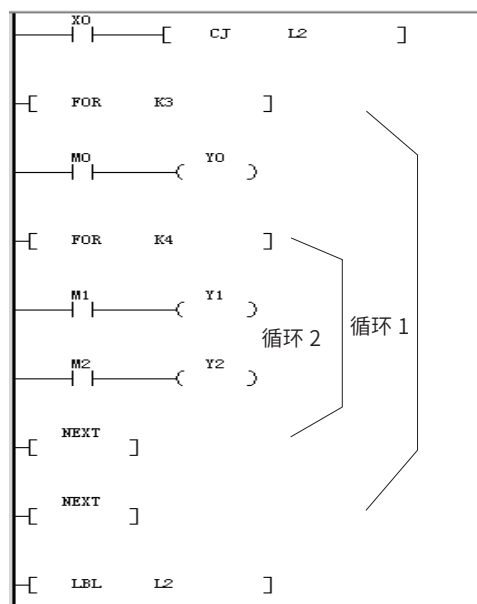 X0
CJ L2
FOR K3
M0 Y0
FOR K4
M1 Y1
循环 2 循环 1
M2 Y2
NEXT
NEXT
LBL L2